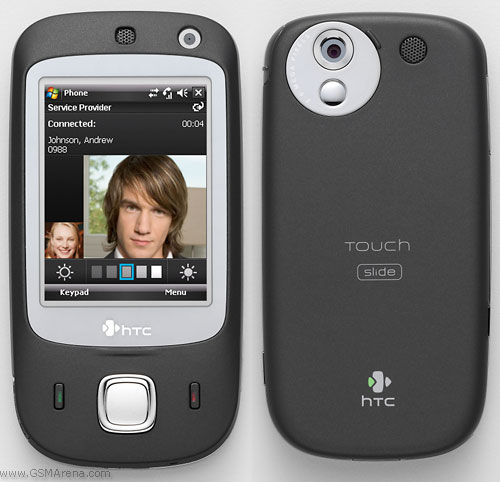 Phone
Service Provider
Connected: 00:04
Johnson, Andrew
0988
Keypad Menu
hTC
TOUCH
slide
hTC
www.GSMArena.com